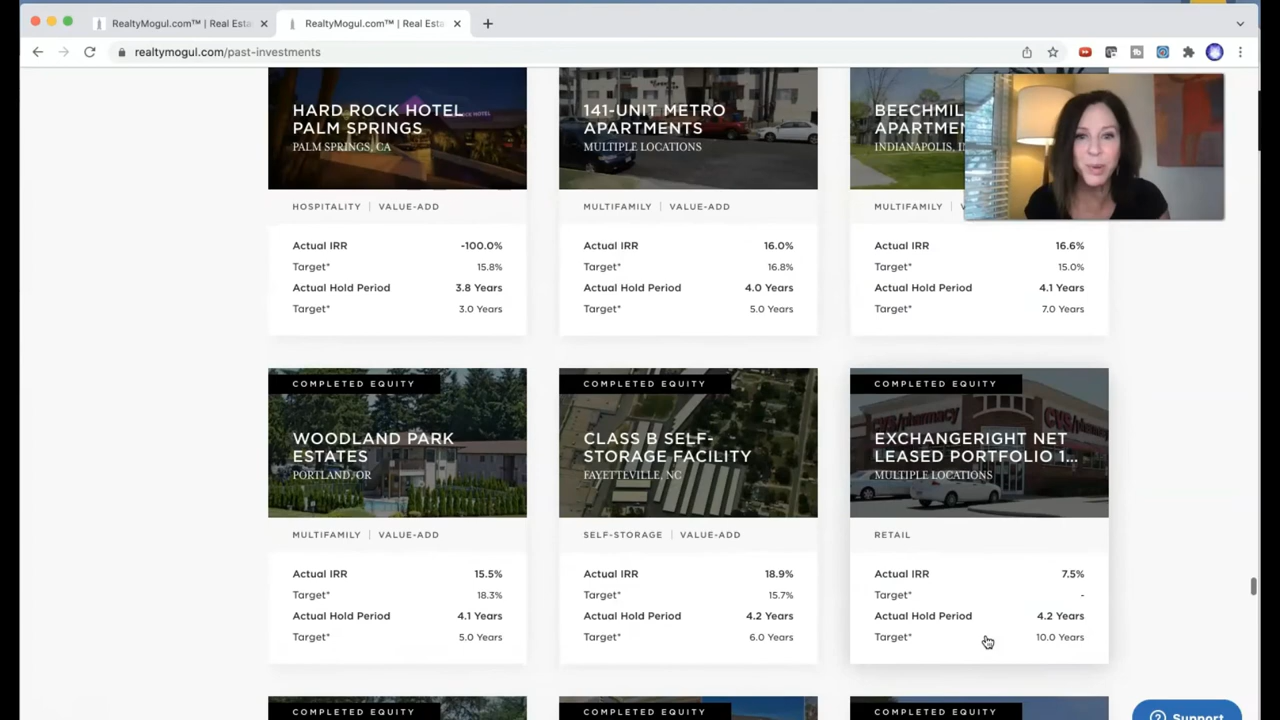 RealtyMogul.com™ | Real Esta
RealtyMogul.com™ | Real Esta
realtymogul.com/past-investments
HARD ROCK HOTEL
PALM SPRINGS
PALM SPRINGS, CA
HOSPITALITY | VALUE-ADD
Actual IRR -100.0%
Target* 15.8%
Actual Hold Period 3.8 Years
Target* 3.0 Years
141-UNIT METRO
APARTMENTS
MULTIPLE LOCATIONS
MULTIFAMILY | VALUE-ADD
Actual IRR 16.0%
Target* 16.8%
Actual Hold Period 4.0 Years
Target* 5.0 Years
BEECHMIL
APARTMEN
INDIANAPOLIS, I
MULTIFAMILY | V
Actual IRR 16.6%
Target* 15.0%
Actual Hold Period 4.1 Years
Target* 7.0 Years
COMPLETED EQUITY
WOODLAND PARK
ESTATES
PORTLAND, OR
MULTIFAMILY | VALUE-ADD
Actual IRR 15.5%
Target* 18.3%
Actual Hold Period 4.1 Years
Target* 5.0 Years
COMPLETED EQUITY
CLASS B SELF-
STORAGE FACILITY
FAYETTEVILLE, NC
SELF-STORAGE | VALUE-ADD
Actual IRR 18.9%
Target* 15.7%
Actual Hold Period 4.2 Years
Target* 6.0 Years
COMPLETED EQUITY
CVS/pharmacy
EXCHANGERIGHT NET
LEASED PORTFOLIO 1...
MULTIPLE LOCATIONS
RETAIL
Actual IRR 7.5%
Target* -
Actual Hold Period 4.2 Years
Target* 10.0 Years
COMPLETED EQUITY
COMPLETED EQUITY
COMPLETED EQUITY
Support